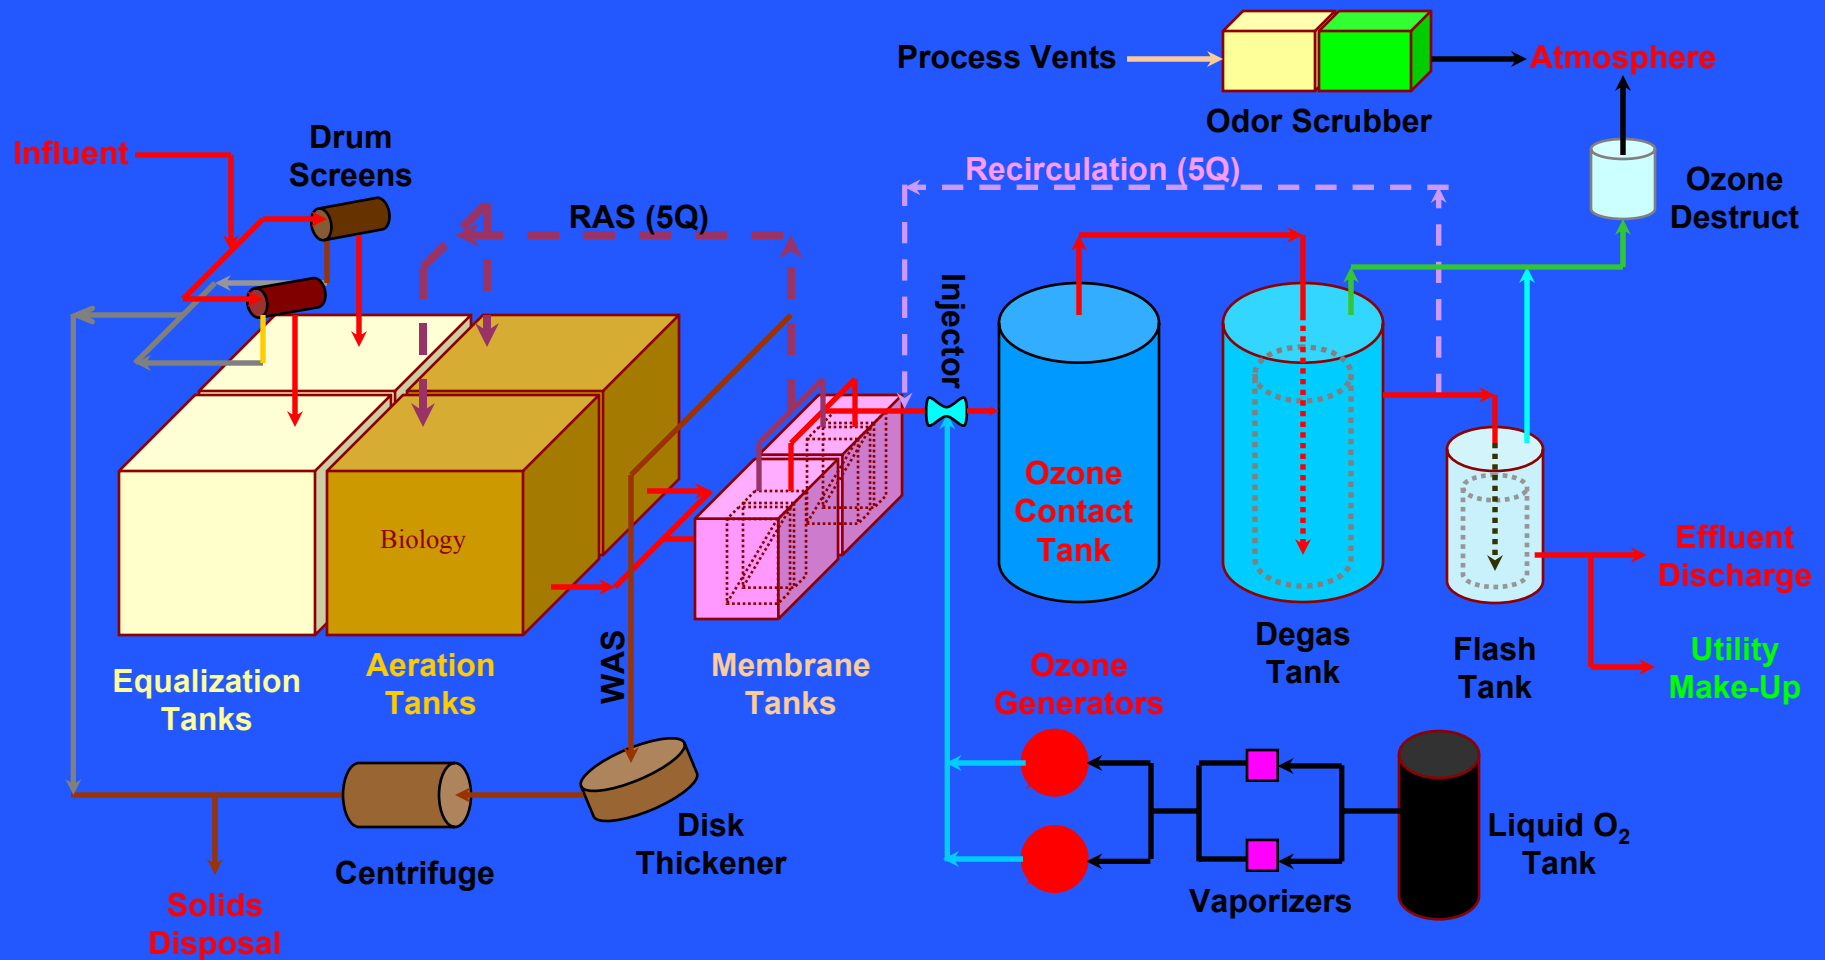 Process Vents
Atmosphere
Odor Scrubber
Influent
Drum
Screens
RAS (5Q)
Recirculation (5Q)
Ozone
Destruct
Injector
Ozone
Contact
Tank
Biology
Effluent
Discharge
Equalization
Tanks
Aeration
Tanks
WAS
Membrane
Tanks
Ozone
Generators
Degas
Tank
Flash
Tank
Utility
Make-Up
Centrifuge
Disk
Thickener
Vaporizers
Liquid O₂
Tank
Solids
Disposal